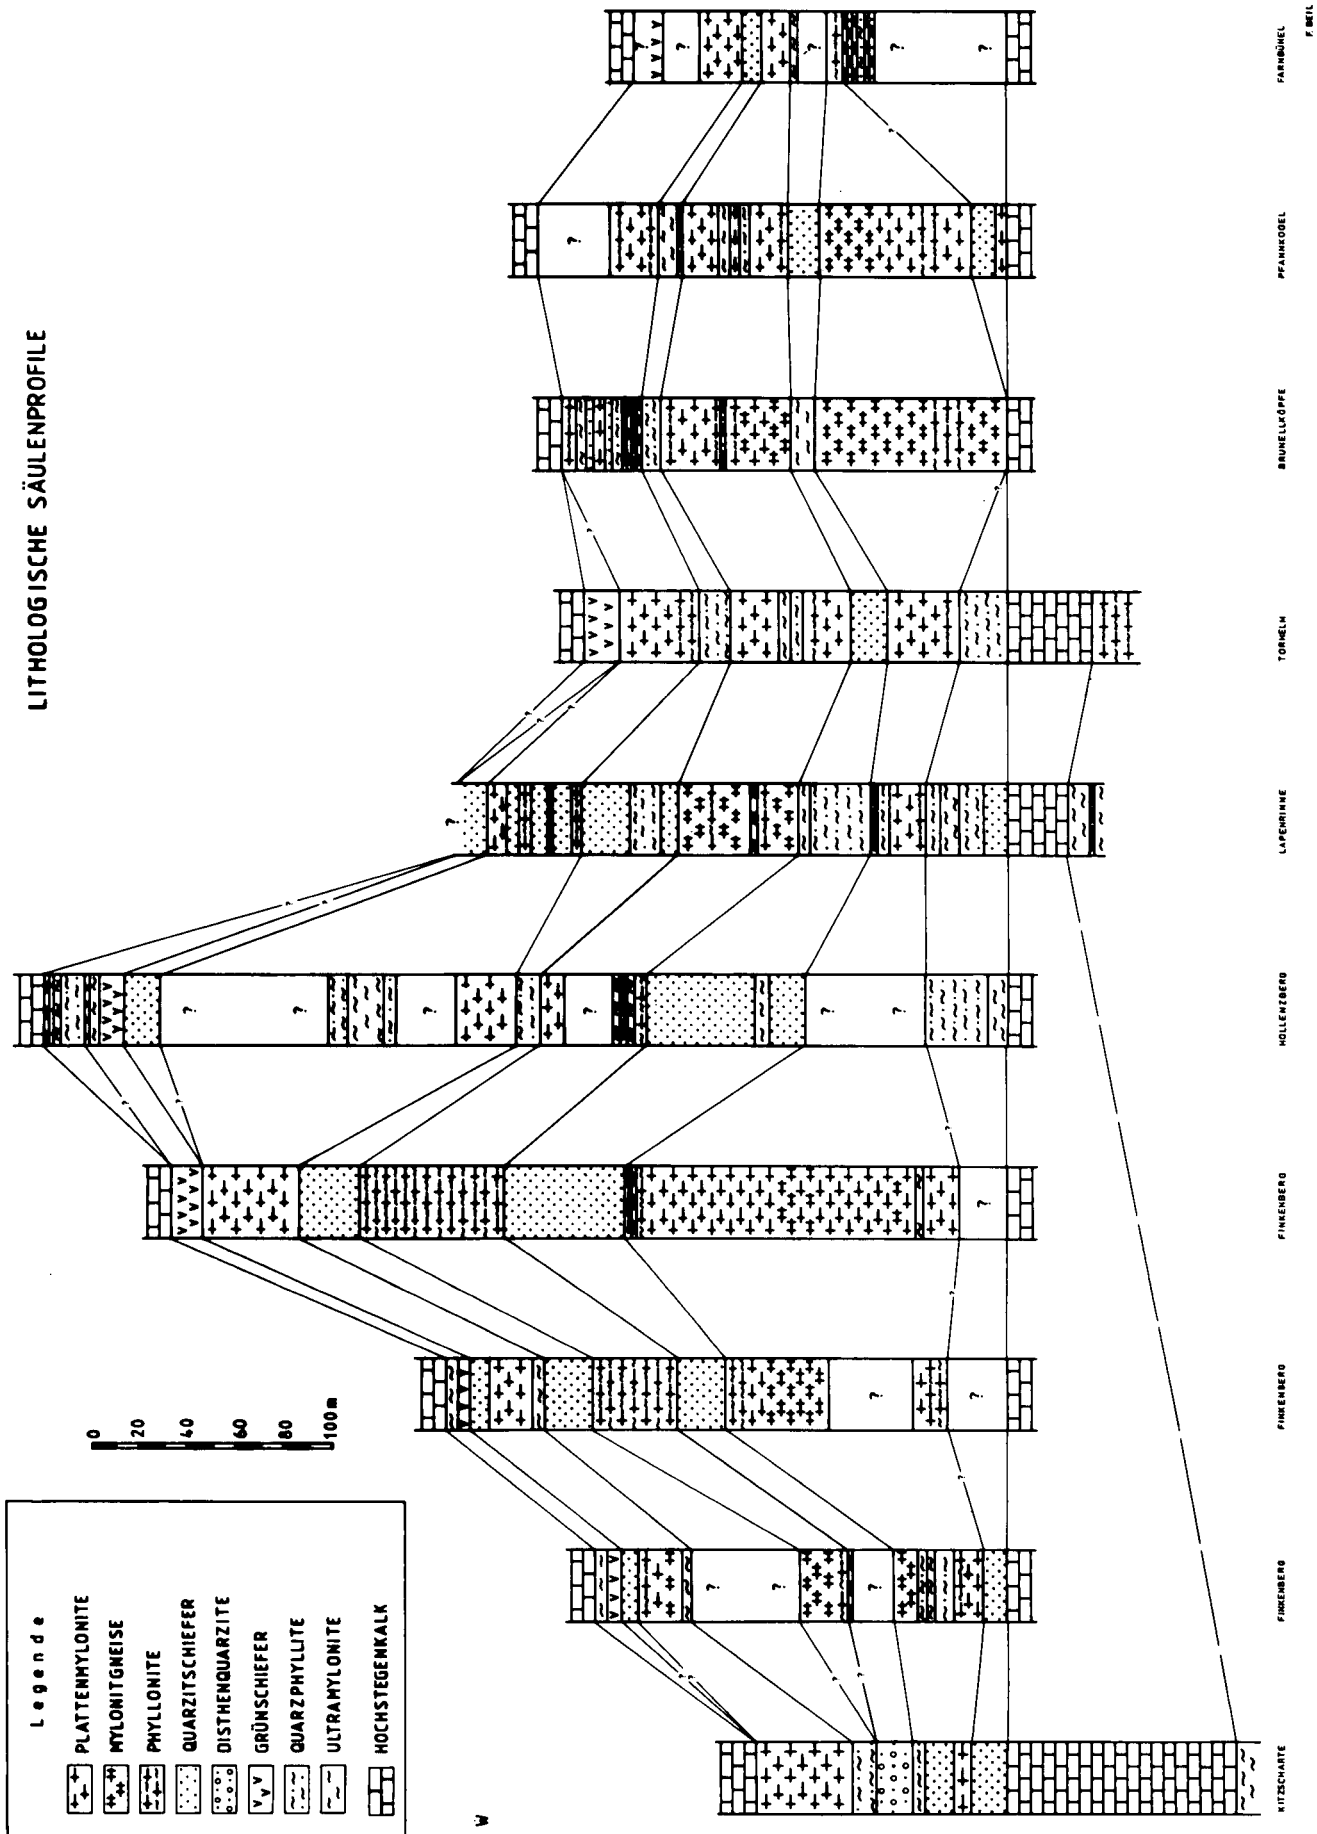 LITHOLOGISCHE SÄULENPROFILE
Legende
PLATTENMYLONITE
MYLONITGNEISE
PHYLLONITE
QUARZITSCHIEFER
DISTHENQUARZITE
GRÜNSCHIEFER
QUARZPHYLLITE
ULTRAMYLONITE
HOCHSTEGENKALK
0
20
40
60
80
100m
W
KITZSCHARTE
FINKENBERG
FINKENBERG
FINKENBERG
HOLLENZBERG
LAPENRINNE
TORHELM
BRUNELLKÖPFE
PFANNKOGEL
FARNBÜHEL
F. BEIL